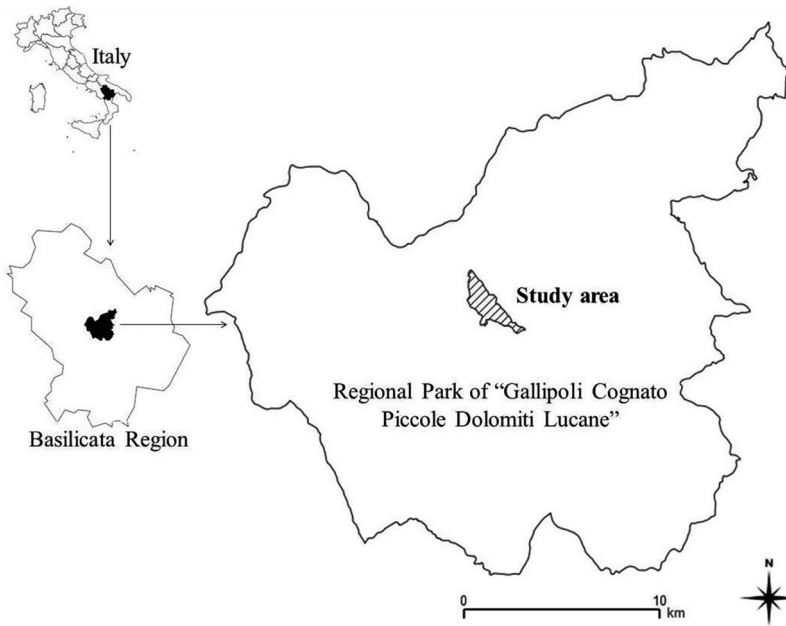 Italy
Study area
Regional Park of “Gallipoli Cognato
Piccole Dolomiti Lucane”
Basilicata Region
N
0 10
km